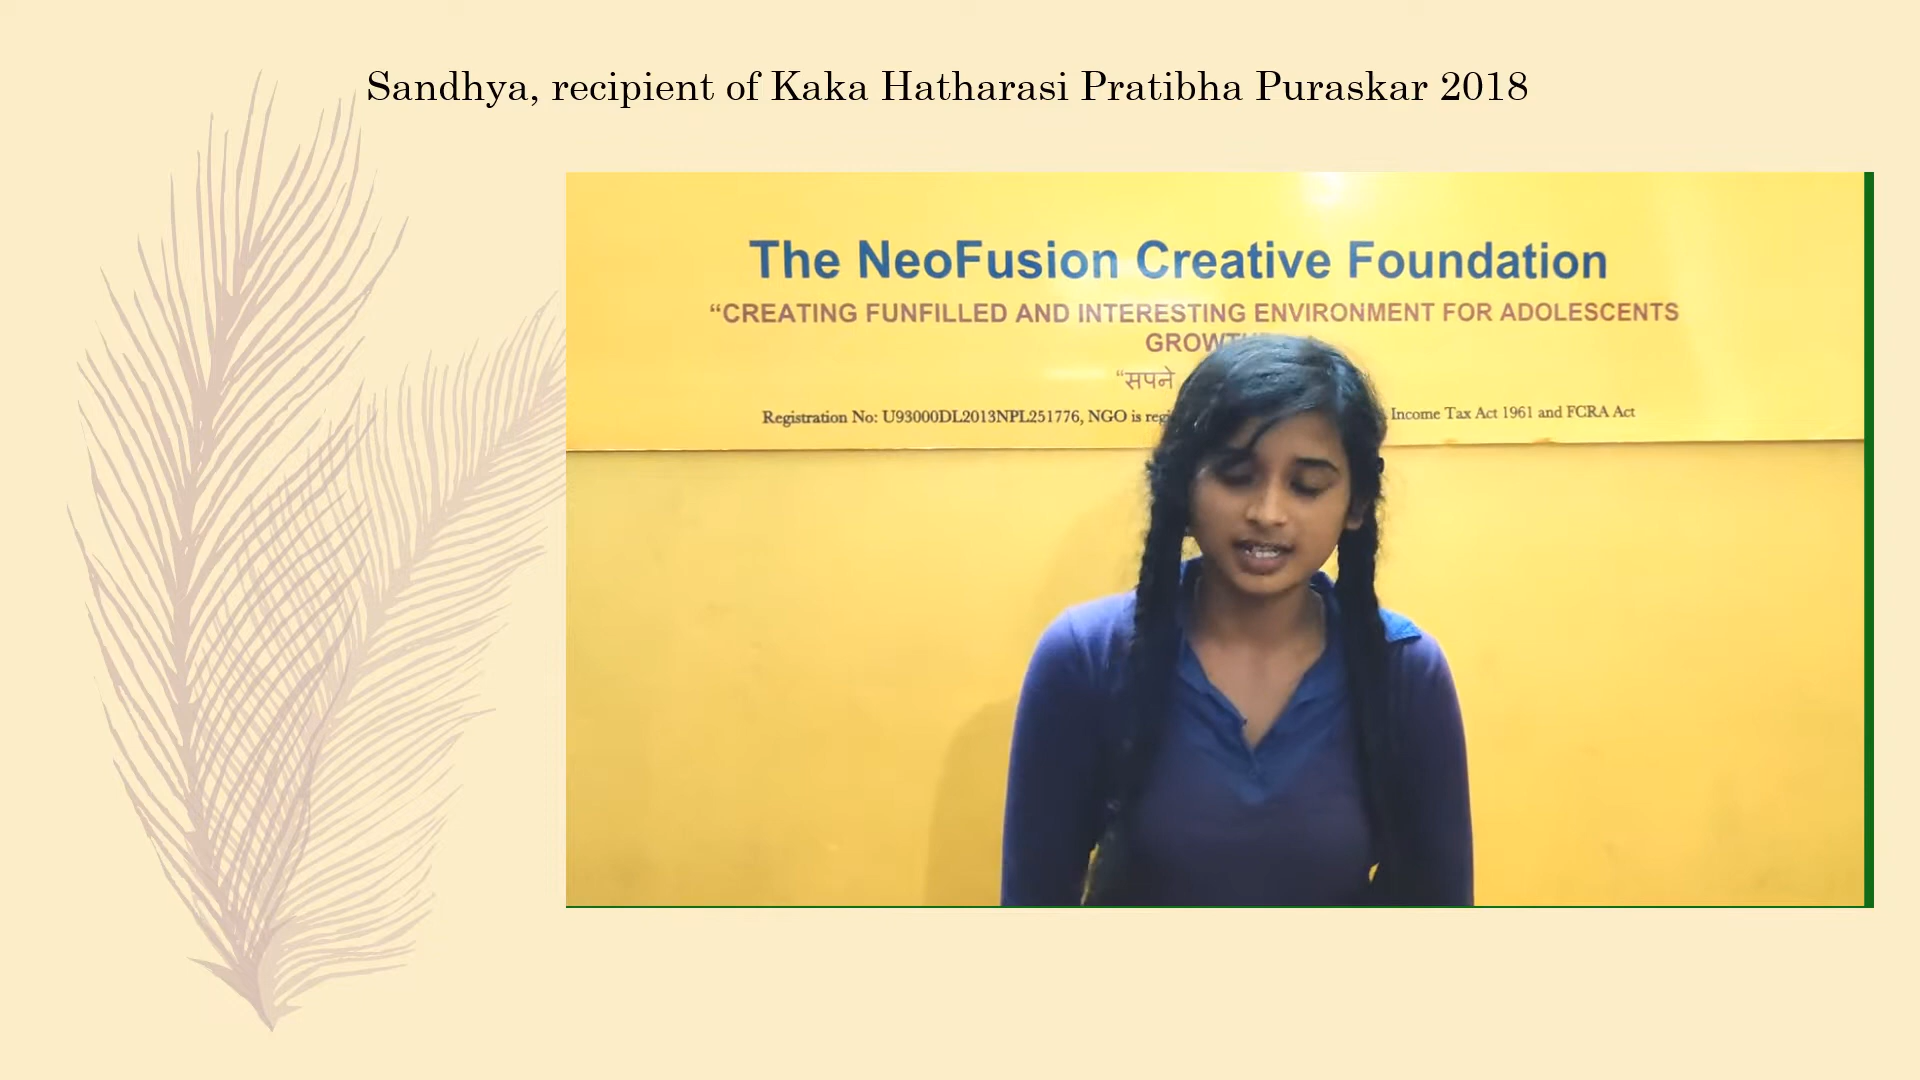 Sandhya, recipient of Kaka Hatharasi Pratibha Puraskar 2018
The NeoFusion Creative Foundation
“CREATING FUNFILLED AND INTERESTING ENVIRONMENT FOR ADOLESCENTS
“सपने
Registration No: U93000DL2013NPL251776, NGO is Income Tax Act 1961 and FCRA Act